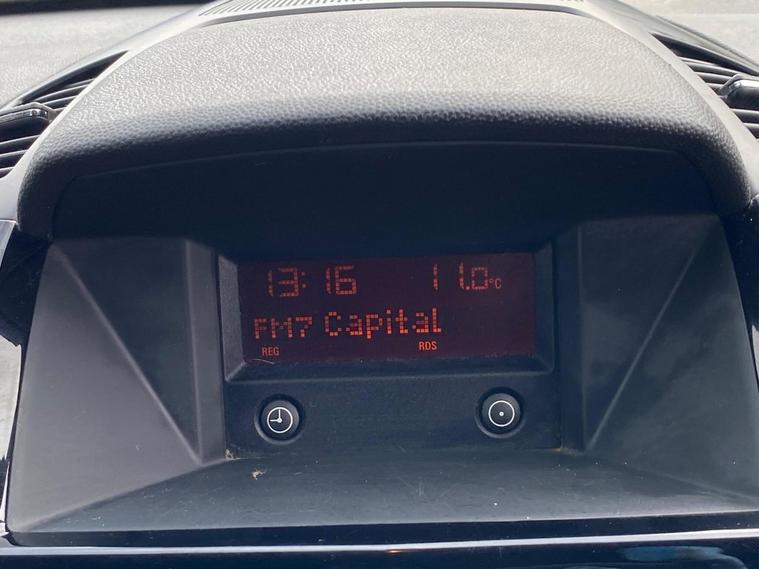 13:16 11.0°C
FM7 Capital
REG RDS